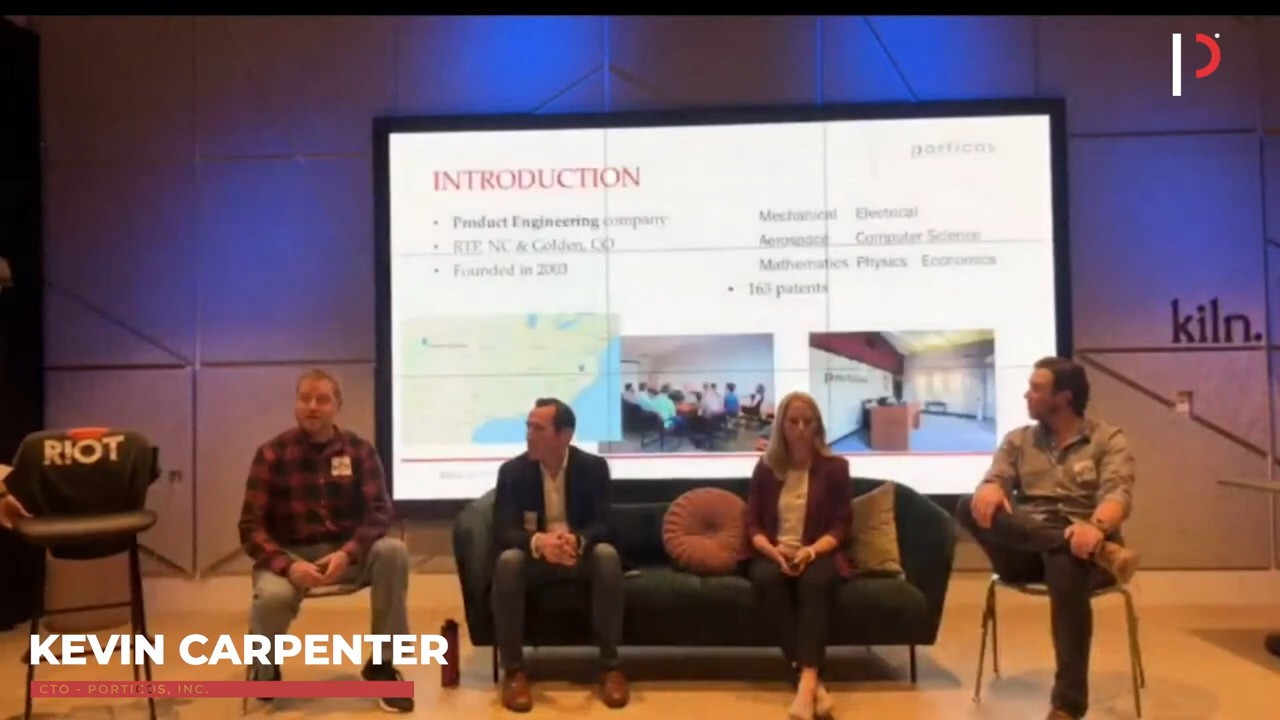 porticos
INTRODUCTION
• Product Engineering company
• RTP, NC & Golden, CO
• Founded in 2003
Mechanical Electrical
Aerospace Computer Science
Mathematics Physics Economics
• 163 patents
kiln.
RIOT
KEVIN CARPENTER
CTO - PORTICOS, INC.